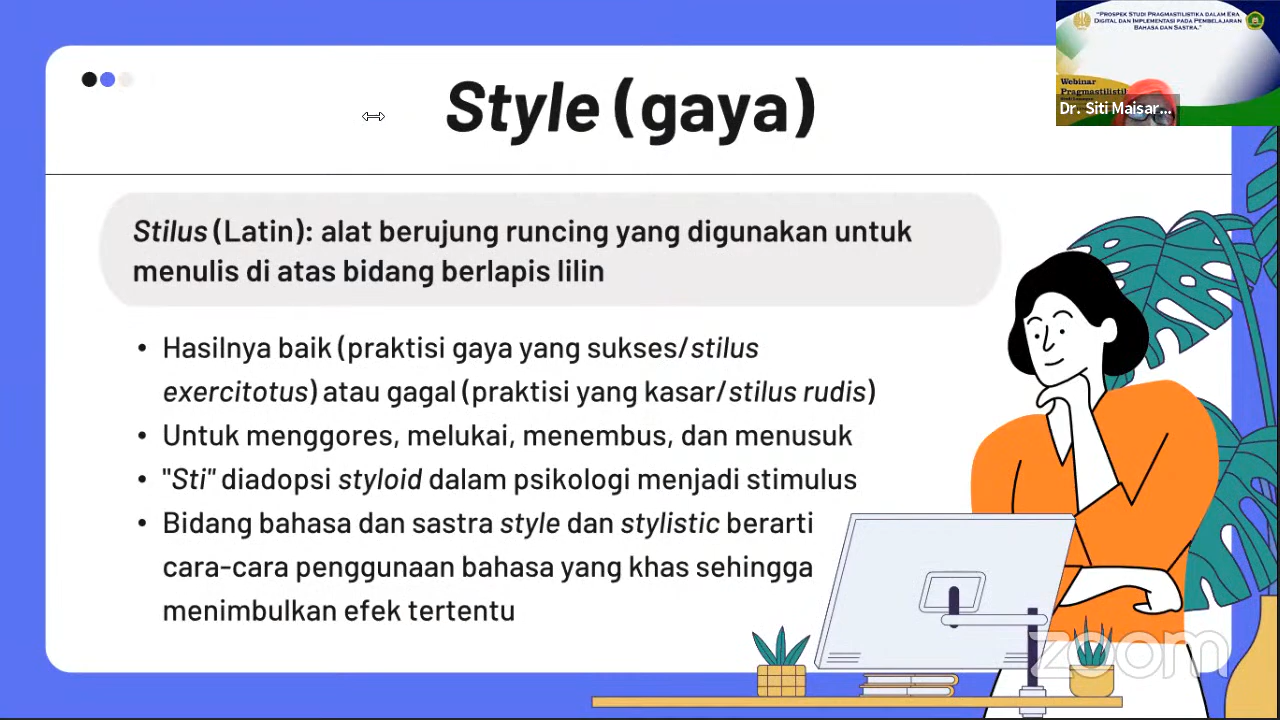 Style (gaya)
Stilus (Latin): alat berujung runcing yang digunakan untuk
menulis di atas bidang berlapis lilin
• Hasilnya baik (praktisi gaya yang sukses/stilus
exercitotus) atau gagal (praktisi yang kasar/stilus rudis)
• Untuk menggores, melukai, menembus, dan menusuk
• "Sti" diadopsi styloid dalam psikologi menjadi stimulus
• Bidang bahasa dan sastra style dan stylistic berarti
cara-cara penggunaan bahasa yang khas sehingga
menimbulkan efek tertentu
"PROSPEK STUDI PRAGMASTILISTIKA DALAM ERA
DIGITAL DAN IMPLEMENTASI PADA PEMBELAJARAN
BAHASA DAN SASTRA."
Webinar
Pragmastilistik
Dr. Siti Maisar...
zoom